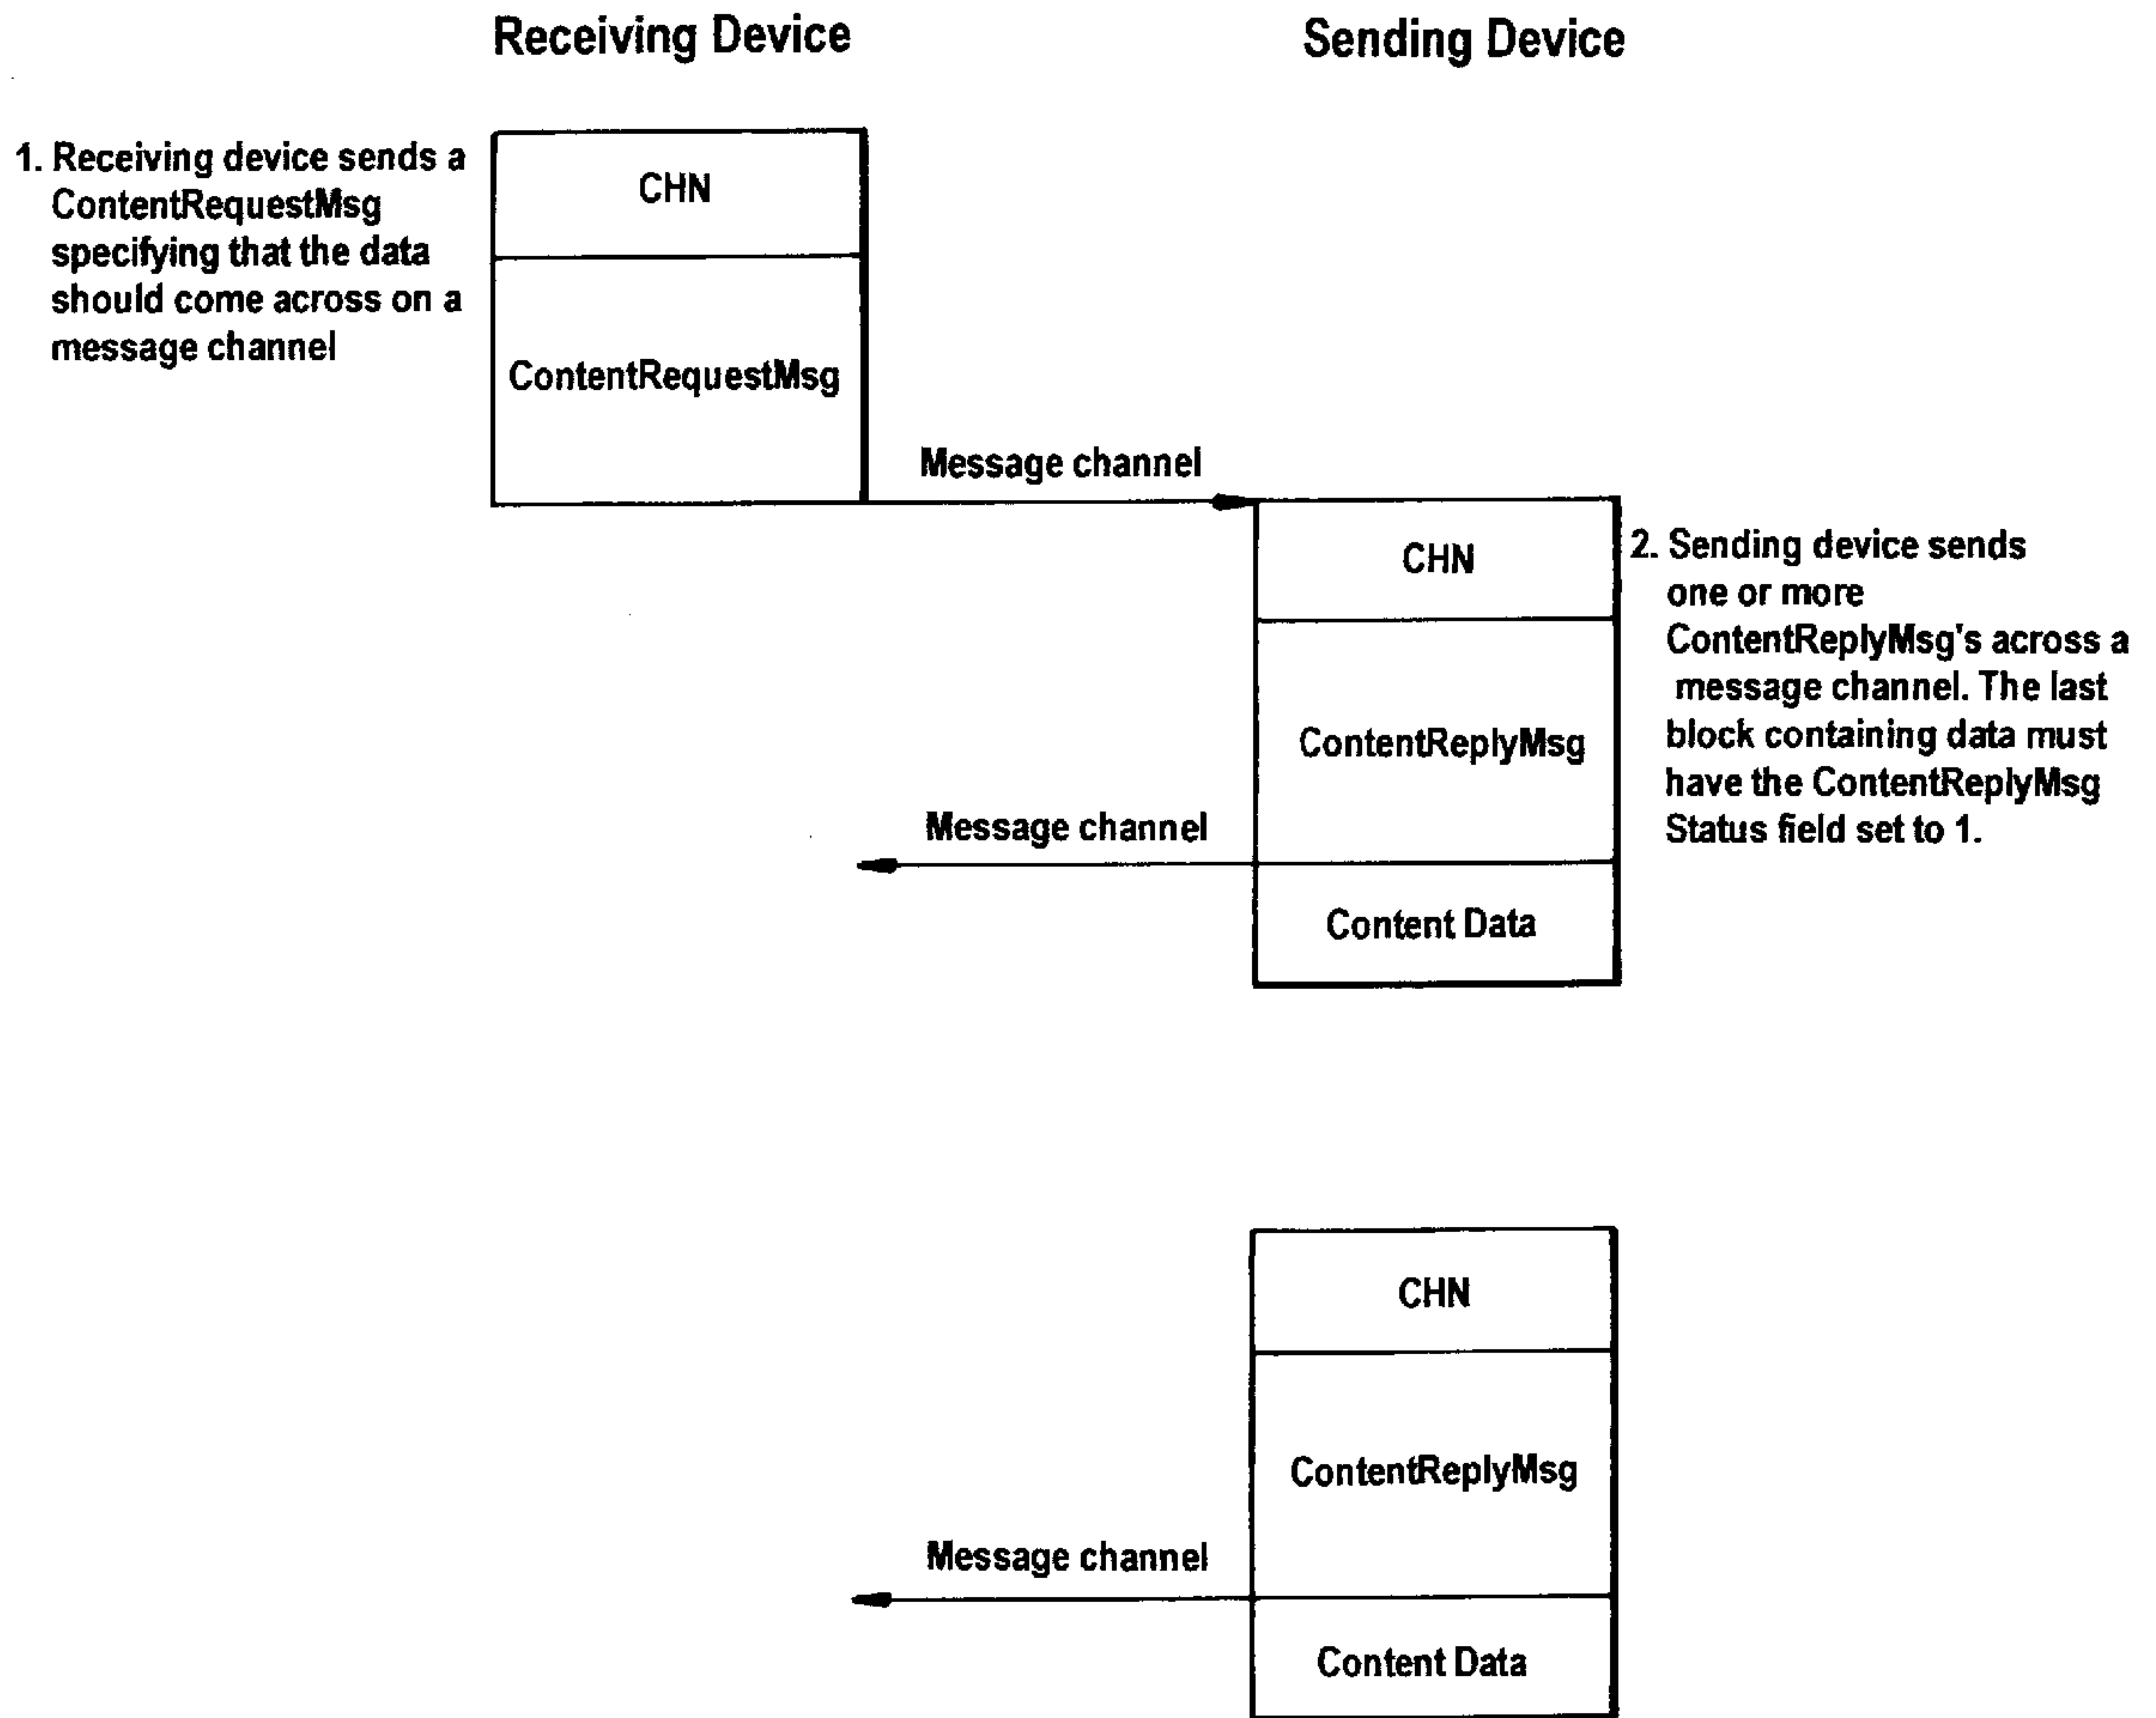 Receiving Device
Sending Device
1. Receiving device sends a
ContentRequestMsg
specifying that the data
should come across on a
message channel
CHN
ContentRequestMsg
Message channel
CHN
ContentReplyMsg
Message channel
Content Data
2. Sending device sends
one or more
ContentReplyMsg's across a
message channel. The last
block containing data must
have the ContentReplyMsg
Status field set to 1.
CHN
ContentReplyMsg
Message channel
Content Data